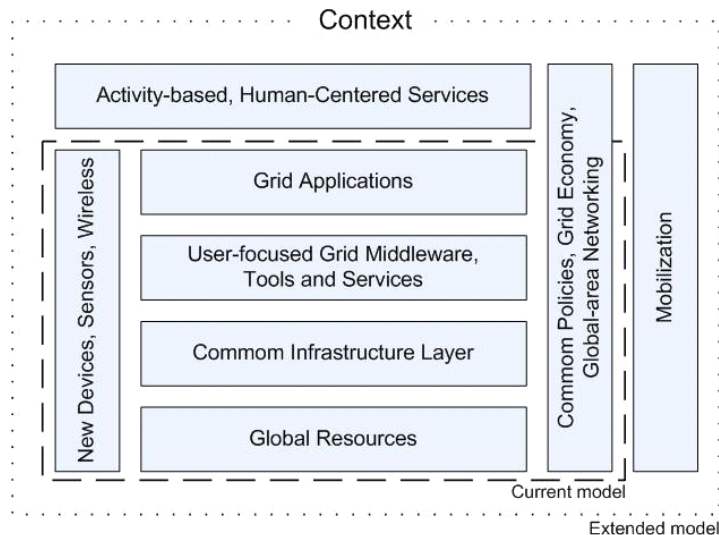 Context
Activity-based, Human-Centered Services
New Devices, Sensors, Wireless
Grid Applications
User-focused Grid Middleware,
Tools and Services
Commom Infrastructure Layer
Global Resources
Commom Policies, Grid Economy,
Global-area Networking
Mobilization
Current model
Extended model